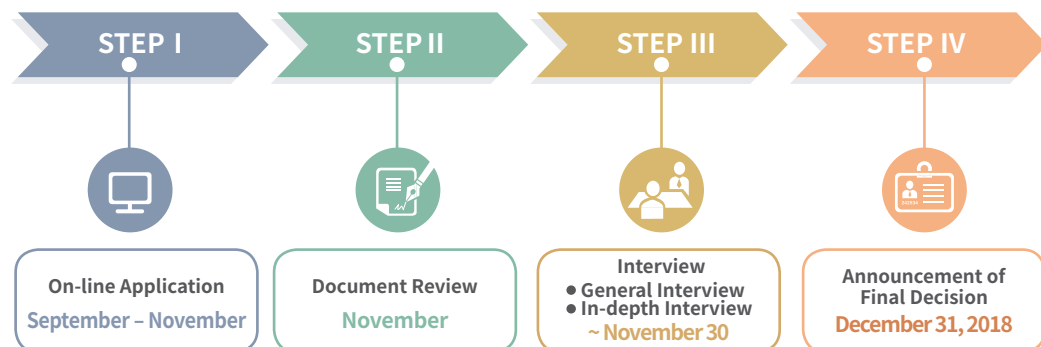 STEP I
On-line Application
September – November
STEP II
Document Review
November
STEP III
Interview
● General Interview
● In-depth Interview
~ November 30
STEP IV
Announcement of
Final Decision
December 31, 2018